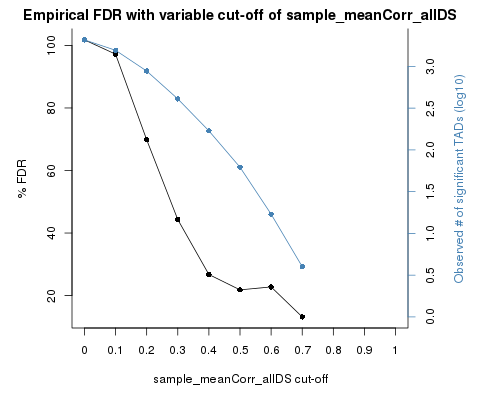 Empirical FDR with variable cut-off of sample_meanCorr_allDS
100
80
60
40
20
% FDR
3.0
2.5
2.0
1.5
1.0
0.5
0.0
Observed # of significant TADs (log10)
0 0.1 0.2 0.3 0.4 0.5 0.6 0.7 0.8 0.9 1
sample_meanCorr_allDS cut-off